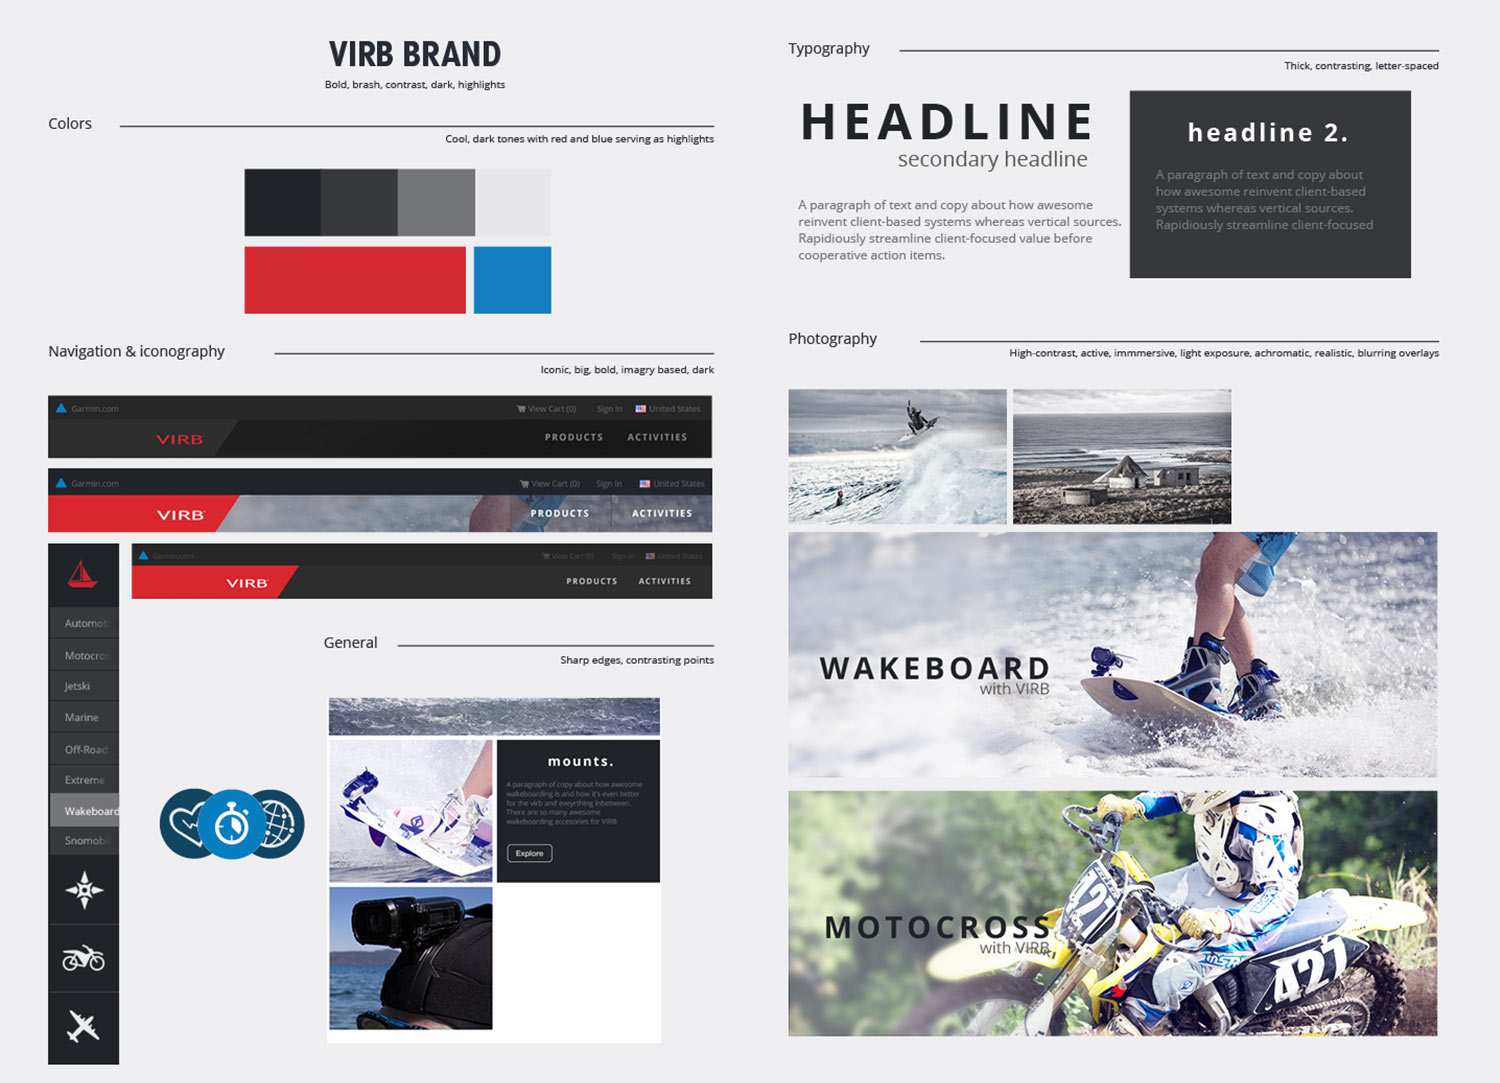 VIRB BRAND
Bold, brash, contrast, dark, highlights
Colors
Cool, dark tones with red and blue serving as highlights
Navigation & iconography
Iconic, big, bold, imagry based, dark
Garmin.com
View Cart (0)
Sign In
United States
VIRB
PRODUCTS
ACTIVITIES
Garmin.com
View Cart (0)
Sign In
United States
VIRB
PRODUCTS
ACTIVITIES
Garmin.com
View Cart (0)
Sign In
United States
VIRB
PRODUCTS
ACTIVITIES
Automoti
Motocros
Jetski
Marine
Off-Road
Extreme
Wakeboard
Snomobi
General
Sharp edges, contrasting points
mounts.
A paragraph of copy about how awesome
wakeboarding is and how it's even better
for the virb and eveyrthing inbetween.
There are so many awesome
wakeboarding accesories for VIRB
Explore
Typography
Thick, contrasting, letter-spaced
HEADLINE
secondary headline
A paragraph of text and copy about how awesome
reinvent client-based systems whereas vertical sources.
Rapidiously streamline client-focused value before
cooperative action items.
headline 2.
A paragraph of text and copy about
how awesome reinvent client-based
systems whereas vertical sources.
Rapidiously streamline client-focused
Photography
High-contrast, active, immmersive, light exposure, achromatic, realistic, blurring overlays
WAKEBOARD
with VIRB
MOTOCROSS
with VIRB
421
427